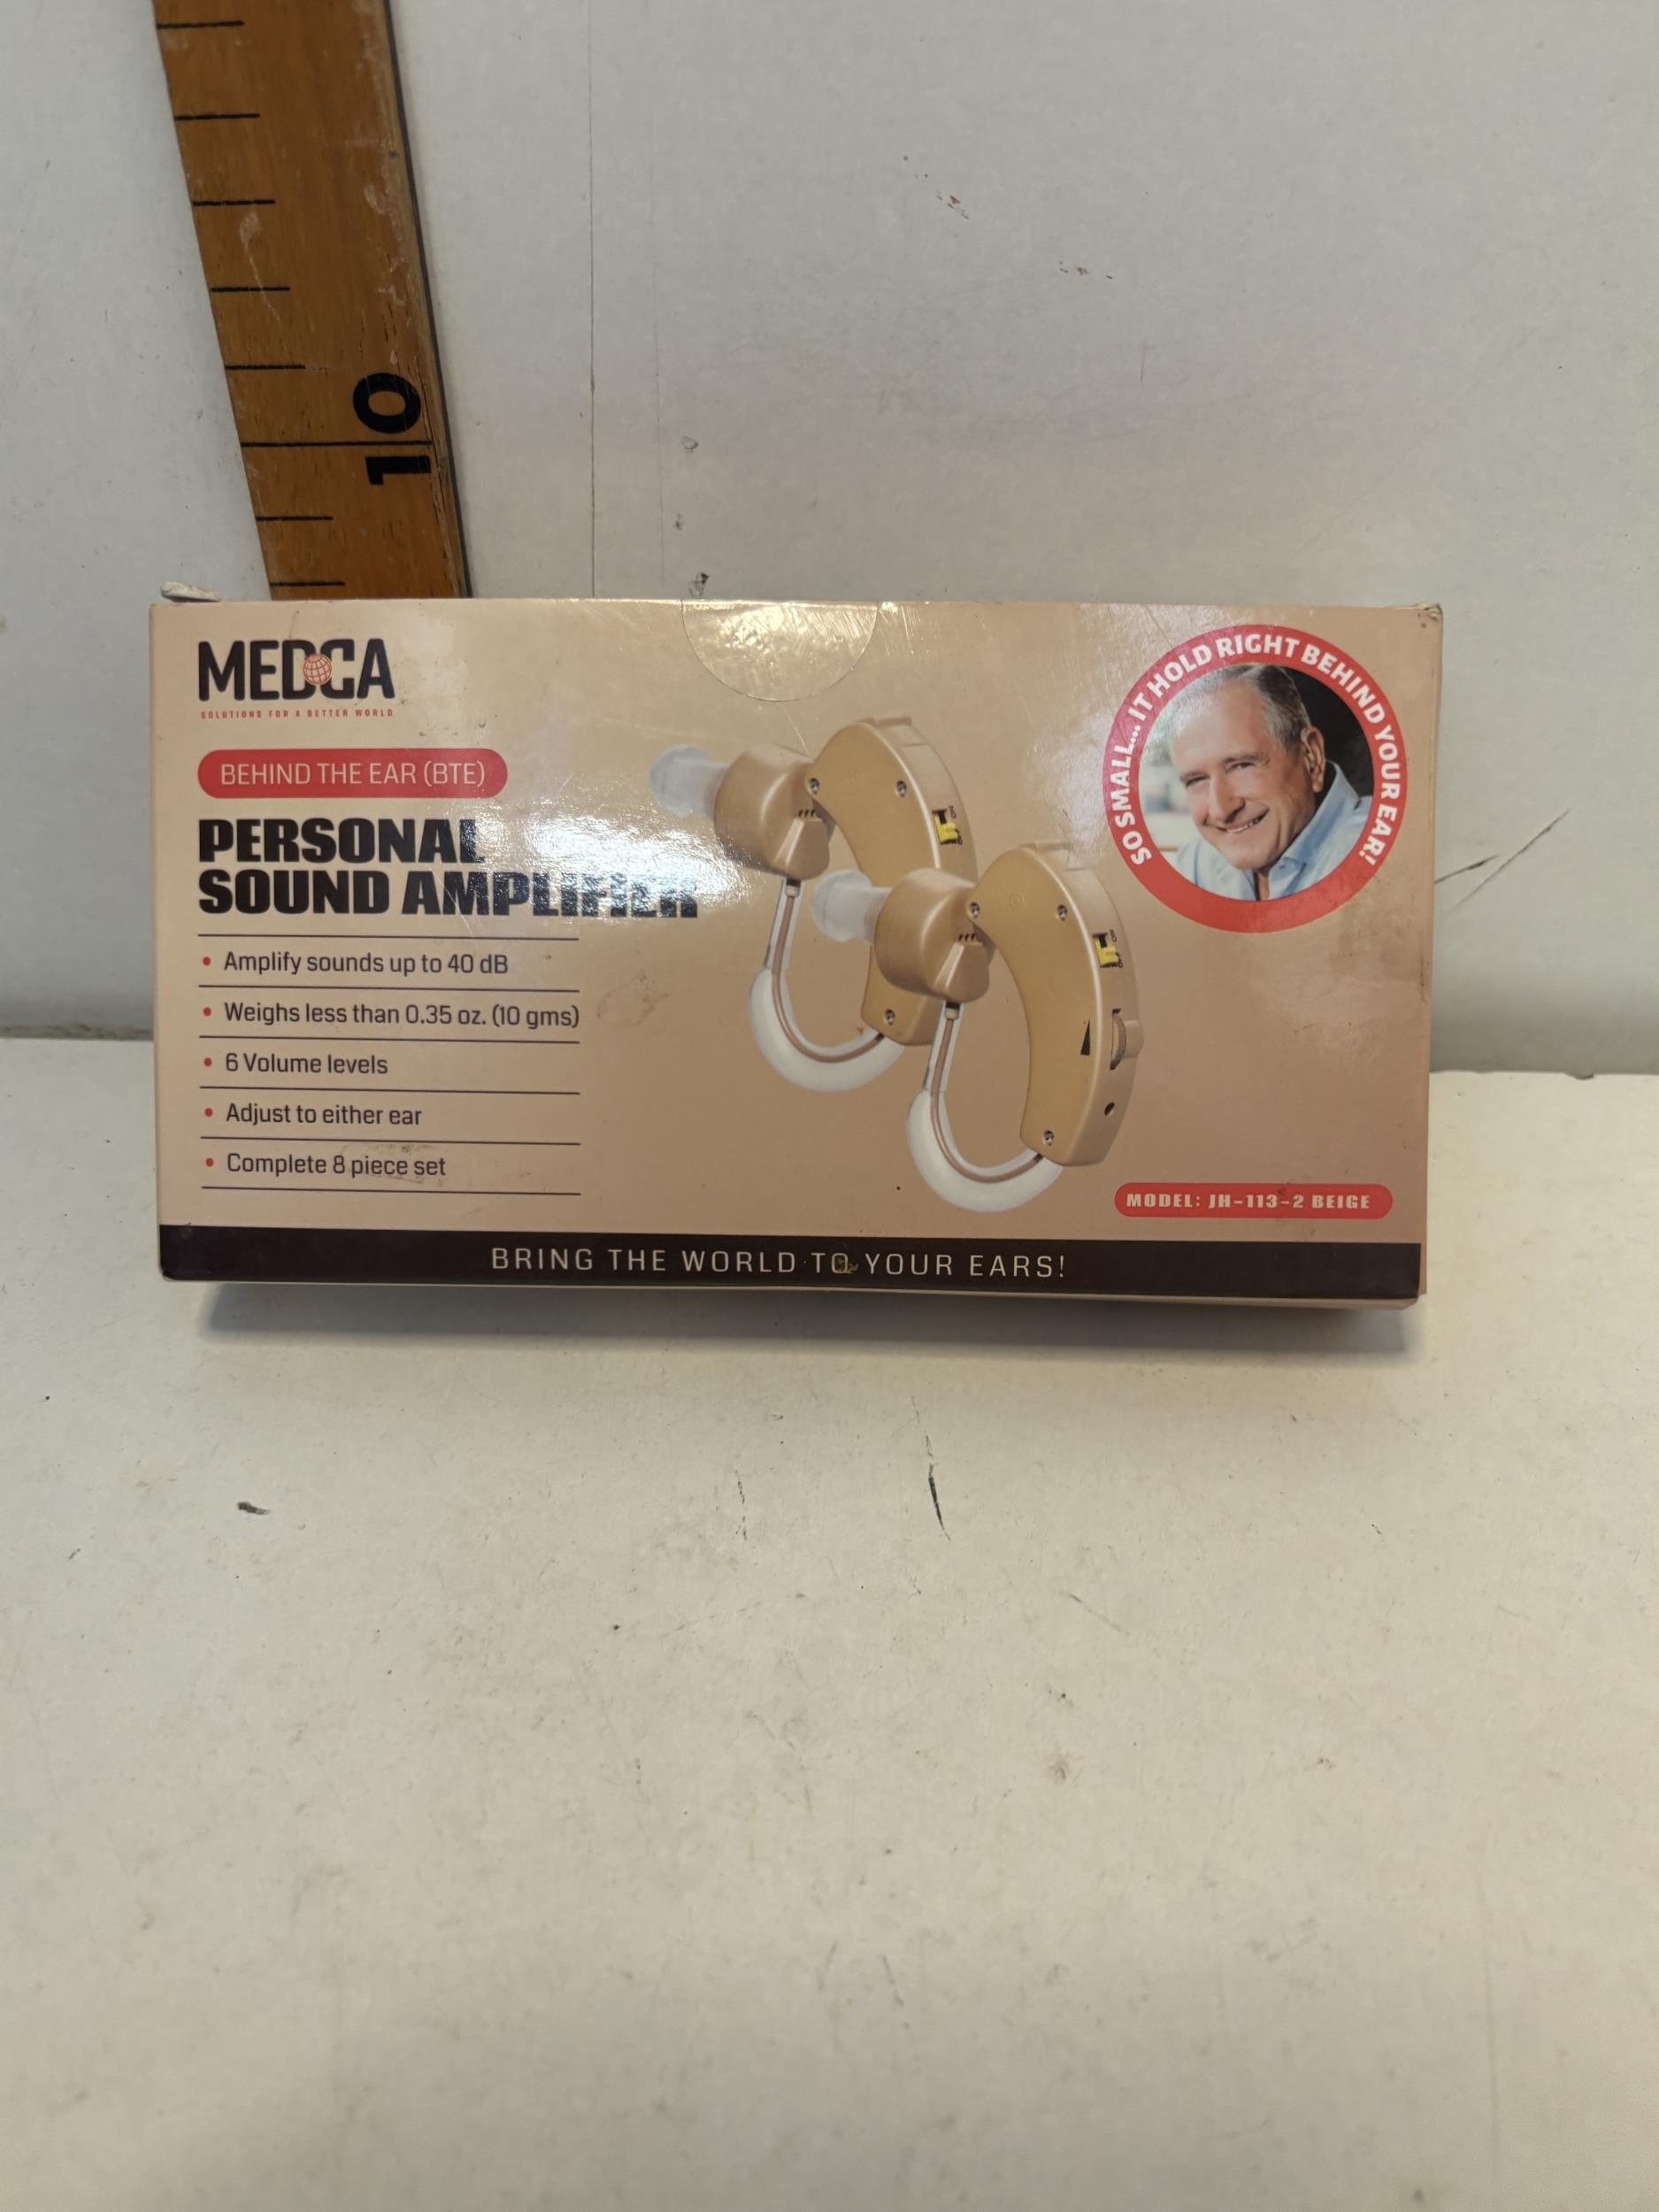 10
MEDCA
SOLUTIONS FOR A BETTER WORLD
BEHIND THE EAR (BTE)
PERSONAL
SOUND AMPLIFIER
• Amplify sounds up to 40 dB
• Weighs less than 0.35 oz. (10 gms)
• 6 Volume levels
• Adjust to either ear
• Complete 8 piece set
SO SMALL... IT HOLD RIGHT BEHIND YOUR EAR!
MODEL: JH-113-2 BEIGE
BRING THE WORLD TO YOUR EARS!